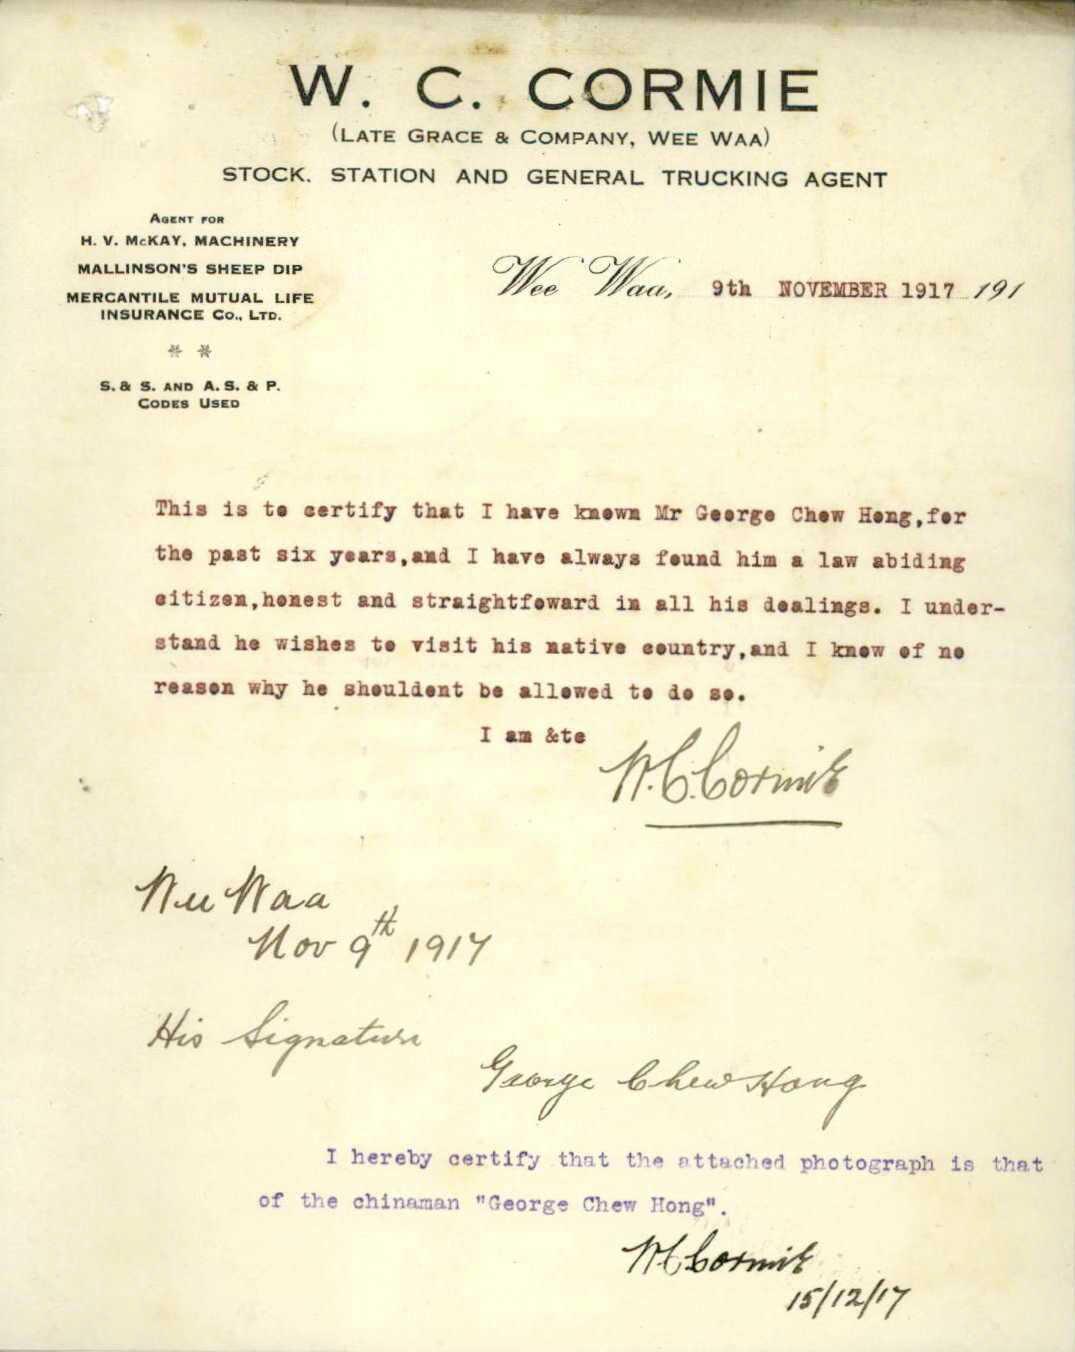 W. C. CORMIE
(LATE GRACE & COMPANY, WEE WAA)
STOCK. STATION AND GENERAL TRUCKING AGENT
AGENT FOR
H. V. McKAY, MACHINERY
MALLINSON'S SHEEP DIP
MERCANTILE MUTUAL LIFE
INSURANCE Co., LTD.
* *
S. & S. AND A. S. & P.
CODES USED
Wee Waa, 9th NOVEMBER 1917 191
This is to certify that I have known Mr George Chew Hong,for
the past six years,and I have always found him a law abiding
citizen,honest and straightfoward in all his dealings. I under-
stand he wishes to visit his native country,and I know of no
reason why he shouldent be allowed to do so.
I am &te
W.C.Cormie
Wee Waa
Nov 9th 1917
His Signature
George Chew Hong
I hereby certify that the attached photograph is that
of the chinaman "George Chew Hong".
WCCormie
15/12/17